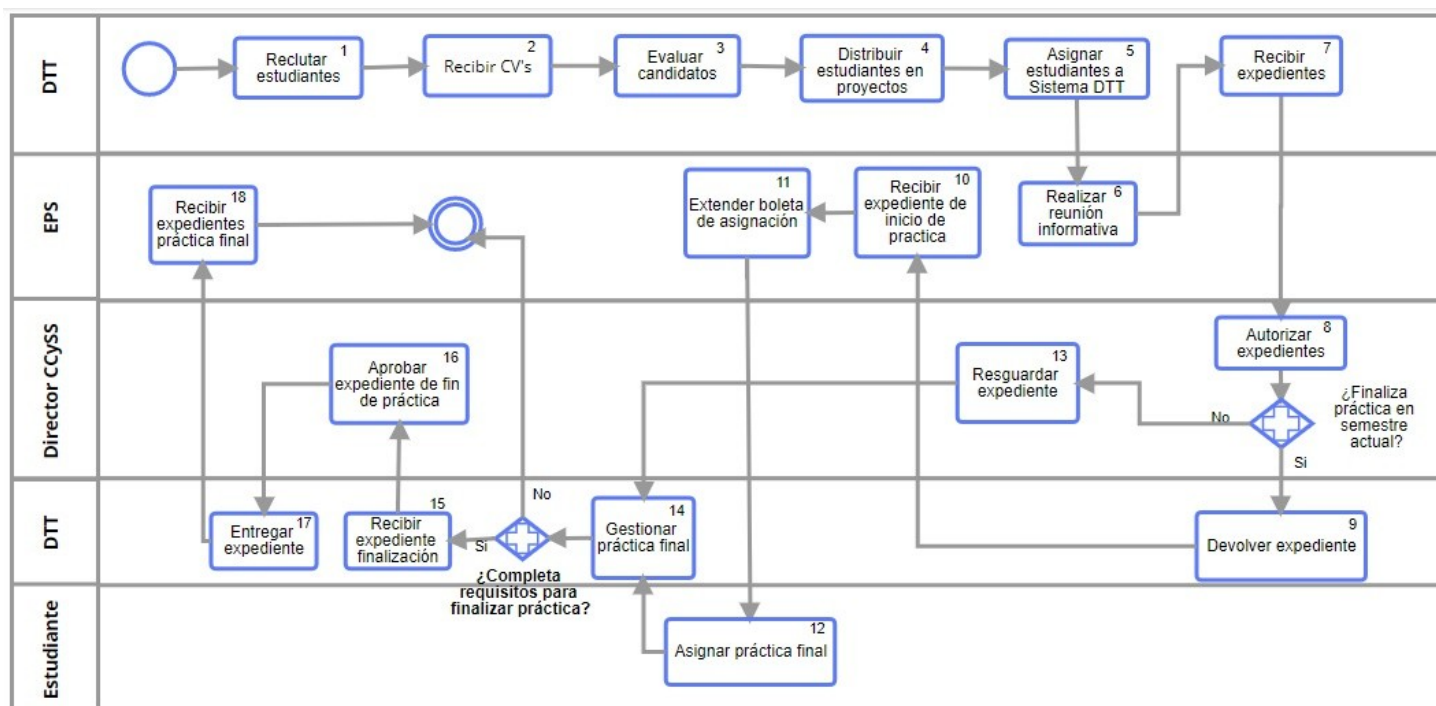 DTT
1
Reclutar
estudiantes
2
Recibir CV's
3
Evaluar
candidatos
4
Distribuir
estudiantes en
proyectos
5
Asignar
estudiantes a
Sistema DTT
7
Recibir
expedientes
EPS
18
Recibir
expedientes
práctica final
11
Extender boleta
de asignación
10
Recibir
expediente de
inicio de
practica
6
Realizar
reunión
informativa
Director CCySS
16
Aprobar
expediente de fin
de práctica
13
Resguardar
expediente
8
Autorizar
expedientes
¿Finaliza
práctica en
semestre
actual?
No
Si
DTT
17
Entregar
expediente
15
Recibir
expediente
finalización
Si
No
¿Completa
requisitos para
finalizar práctica?
14
Gestionar
práctica final
9
Devolver expediente
Estudiante
12
Asignar práctica final